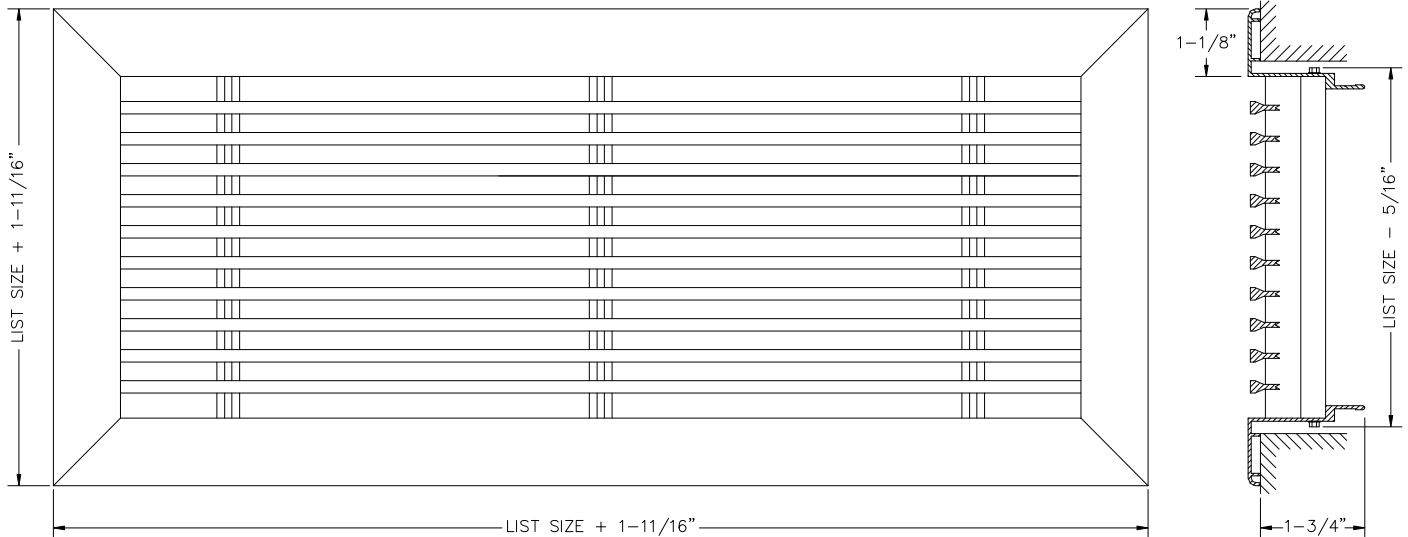 LIST SIZE + 1-11/16”
1-1/8”
LIST SIZE - 5/16”
LIST SIZE + 1-11/16”
1-3/4”